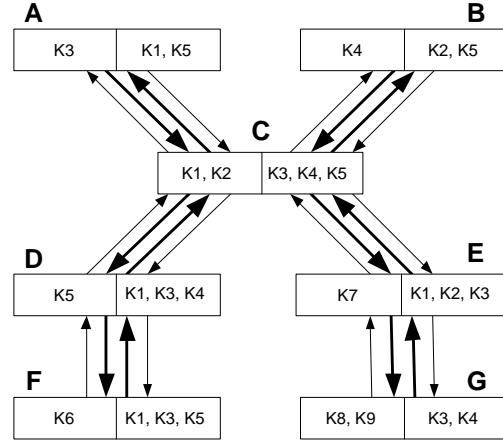 A
B
K3
K1, K5
K4
K2, K5
C
K1, K2
K3, K4, K5
D
E
K5
K1, K3, K4
K7
K1, K2, K3
F
G
K6
K1, K3, K5
K8, K9
K3, K4